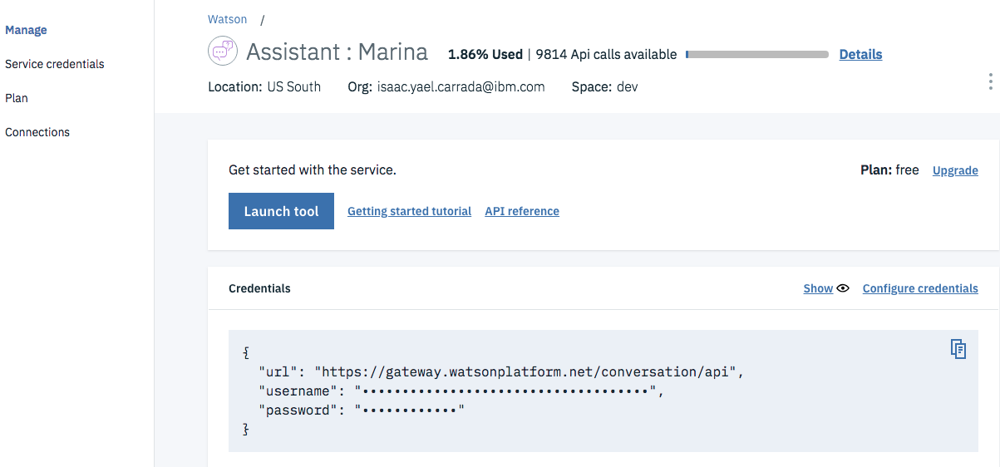 Manage
Service credentials
Plan
Connections
Watson /
Assistant : Marina 1.86% Used | 9814 Api calls available Details
Location: US South Org: isaac.yael.carrada@ibm.com Space: dev
Get started with the service. Plan: free Upgrade
Launch tool Getting started tutorial API reference
Credentials Show Configure credentials
{
"url": "https://gateway.watsonplatform.net/conversation/api",
"username": "••••••••••••••••••••••••••••••••••••",
"password": "••••••••••••"
}